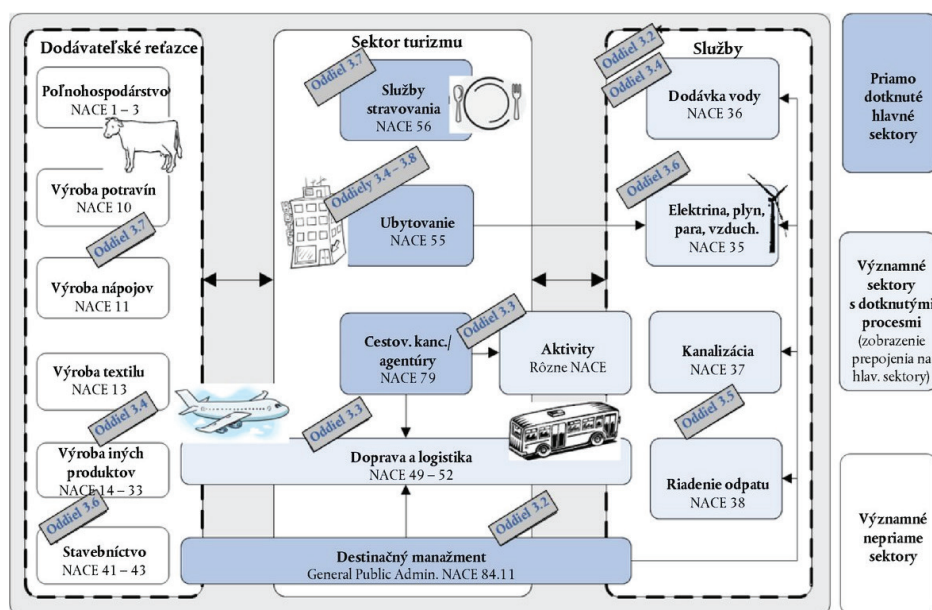 Dodávateľské reťazce
Poľnohospodárstvo
NACE 1 – 3
Výroba potravín
NACE 10
Oddiel 3.7
Výroba nápojov
NACE 11
Výroba textilu
NACE 13
Oddiel 3.4
Výroba iných
produktov
NACE 14 – 33
Oddiel 3.6
Stavebníctvo
NACE 41 – 43
Sektor turizmu
Oddiel 3.7
Služby
stravovania
NACE 56
Oddiely 3.4 – 3.8
Ubytovanie
NACE 55
Oddiel 3.3
Cestov. kanc./
agentúry
NACE 79
Aktivity
Rôzne NACE
Oddiel 3.3
Doprava a logistika
NACE 49 – 52
Oddiel 3.2
Destinačný manažment
General Public Admin. NACE 84.11
Služby
Oddiel 3.2
Oddiel 3.4
Dodávka vody
NACE 36
Oddiel 3.6
Elektrina, plyn,
para, vzduch.
NACE 35
Kanalizácia
NACE 37
Oddiel 3.5
Riadenie odpatu
NACE 38
Priamo
dotknuté
hlavné
sektory
Významné
sektory
s dotknutými
procesmi
(zobrazenie
prepojenia na
hlav. sektory)
Významné
nepriame
sektory